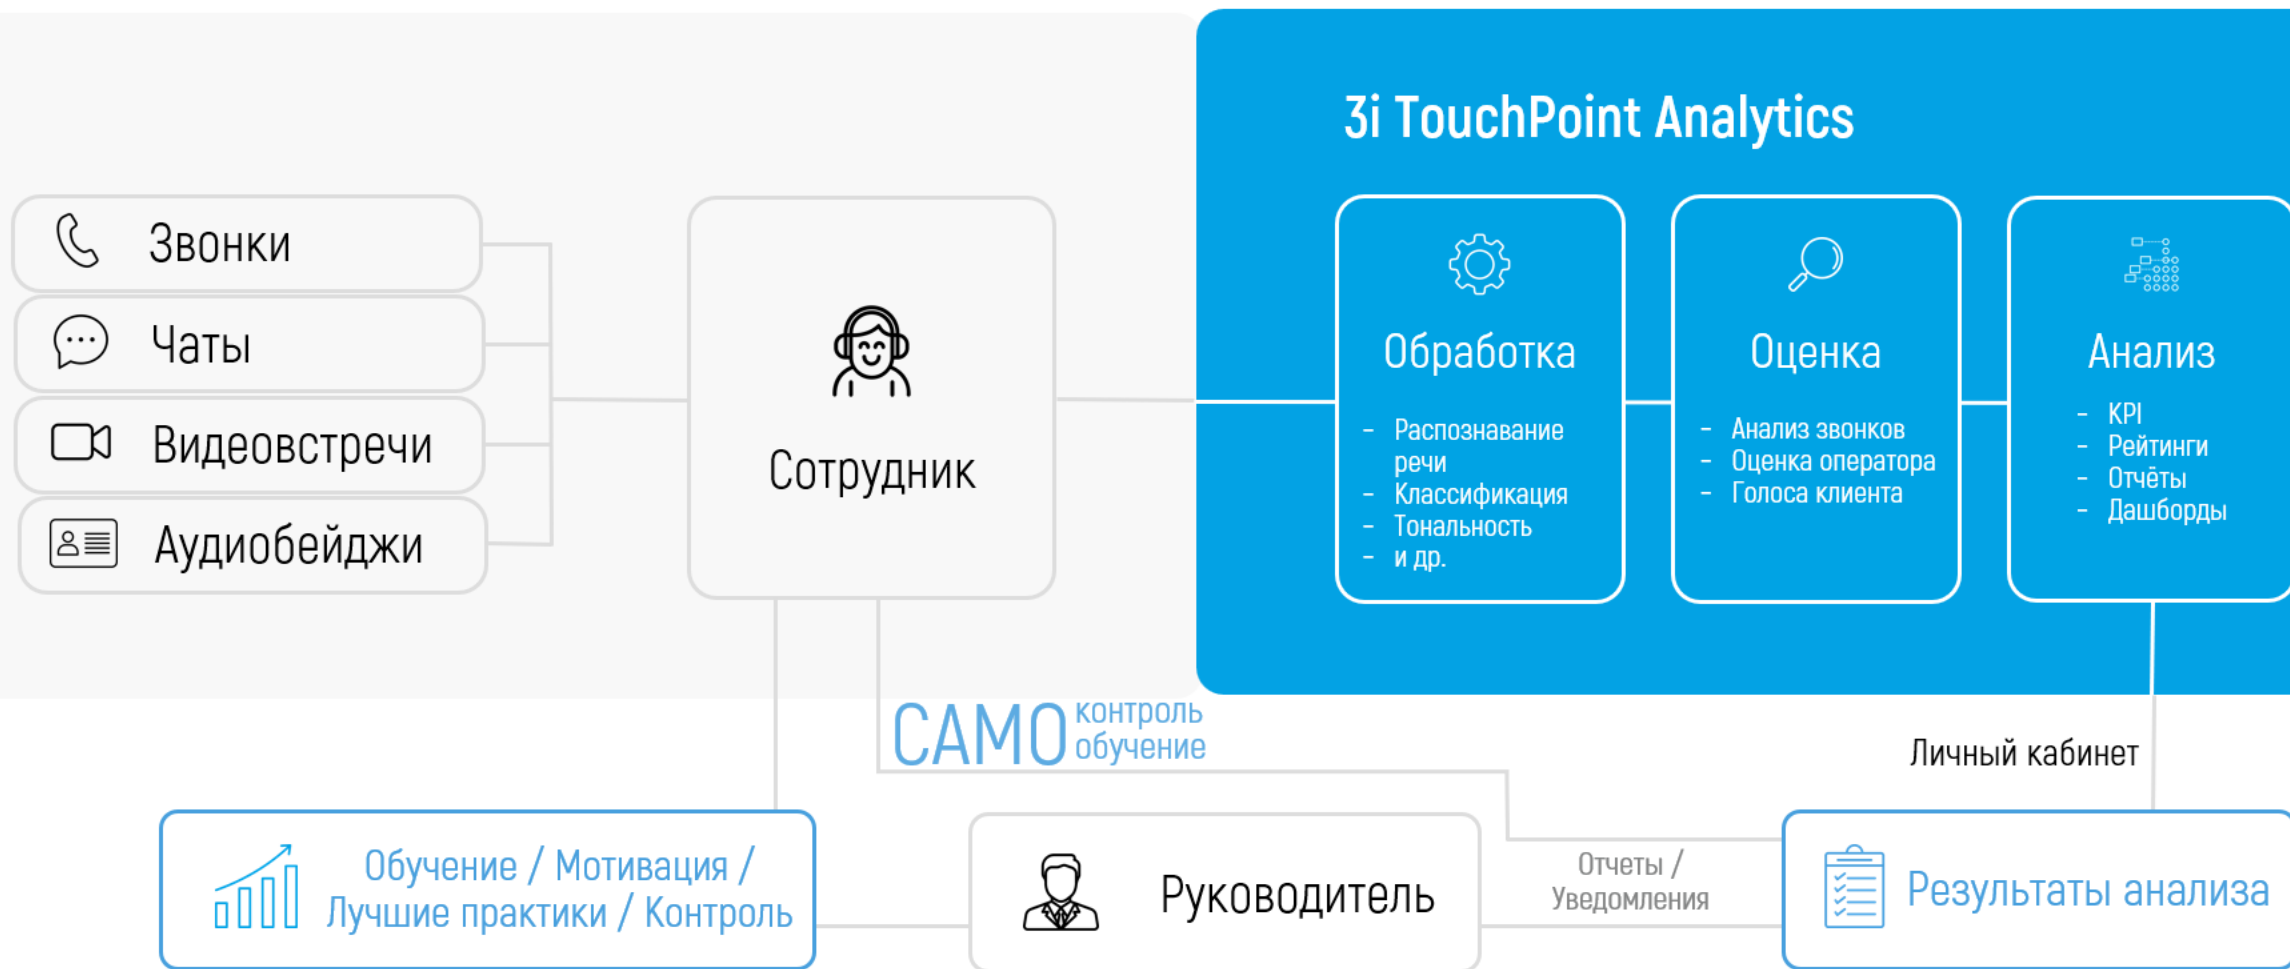 3i TouchPoint Analytics
Звонки
Чаты
Видеовстречи
Аудиобейджи
Сотрудник
Обработка
- Распознавание
речи
- Классификация
- Тональность
- и др.
Оценка
- Анализ звонков
- Оценка оператора
- Голоса клиента
Анализ
- KPI
- Рейтинги
- Отчёты
- Дашборды
САМО
контроль
обучение
Личный кабинет
Обучение / Мотивация /
Лучшие практики / Контроль
Руководитель
Отчеты /
Уведомления
Результаты анализа